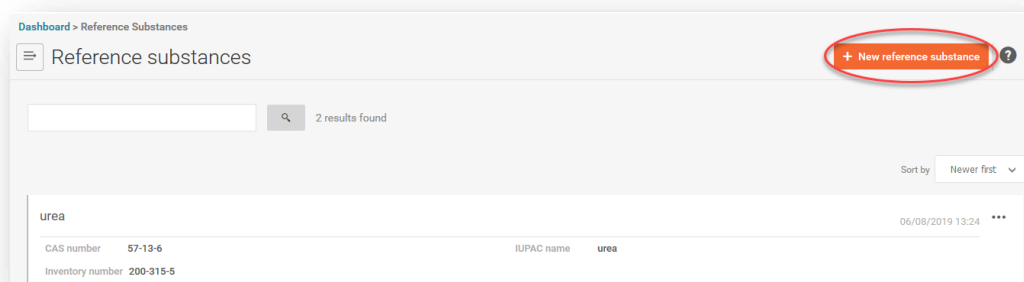 Dashboard > Reference Substances
Reference substances
+ New reference substance
?
2 results found
Sort by Newer first
urea
06/08/2019 13:24
CAS number 57-13-6 IUPAC name urea
Inventory number 200-315-5